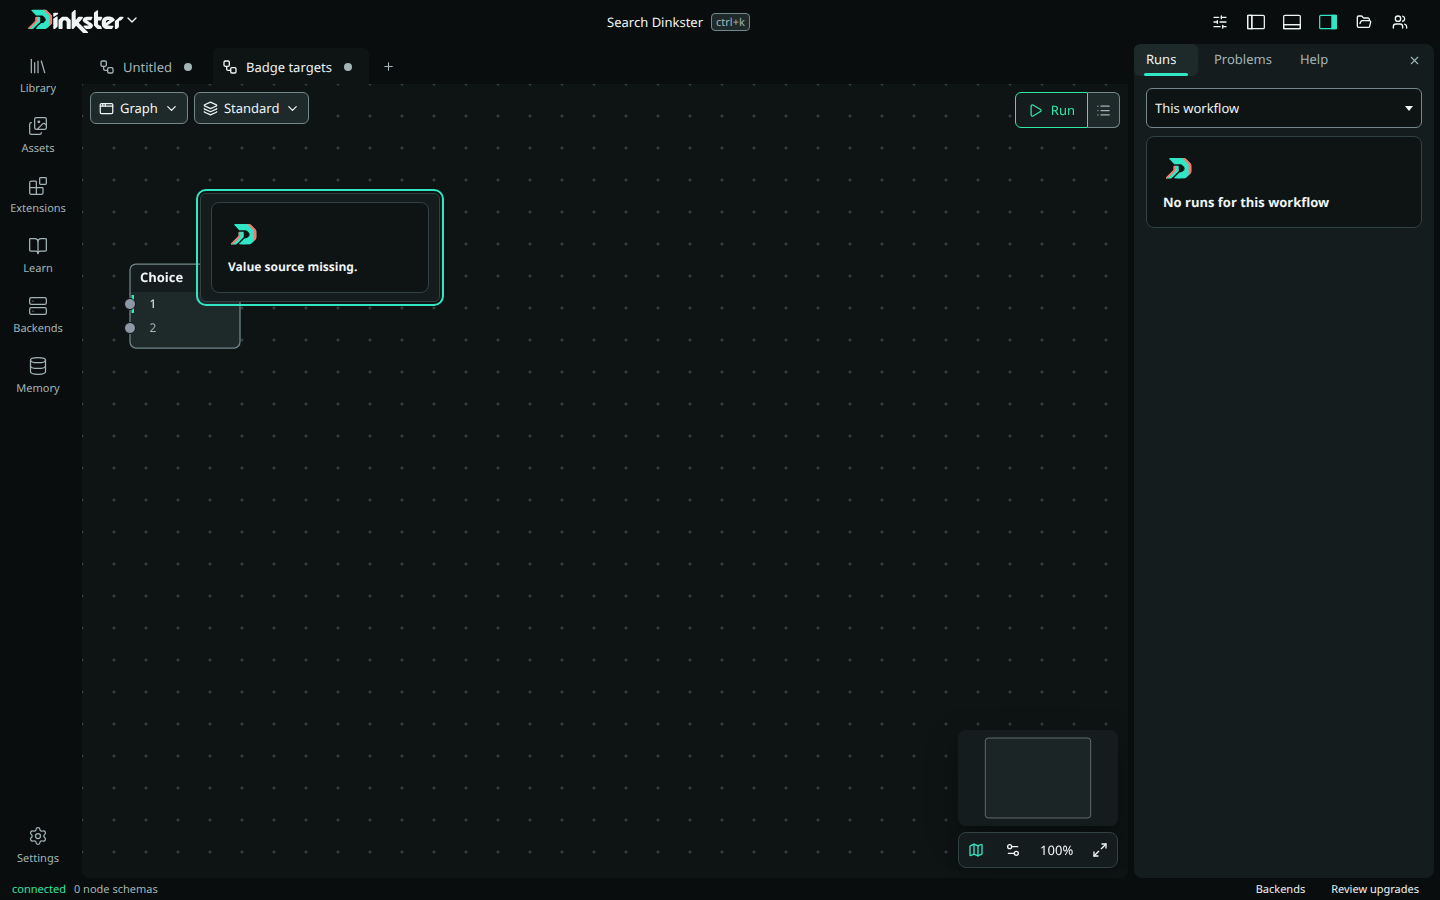 Dinkster
Search Dinkster ctrl+k
Library
Assets
Extensions
Learn
Backends
Memory
Settings
Untitled
Badge targets
Graph
Standard
Run
Value source missing.
Choice
1
2
100%
Runs
Problems
Help
This workflow
No runs for this workflow
connected 0 node schemas
Backends
Review upgrades